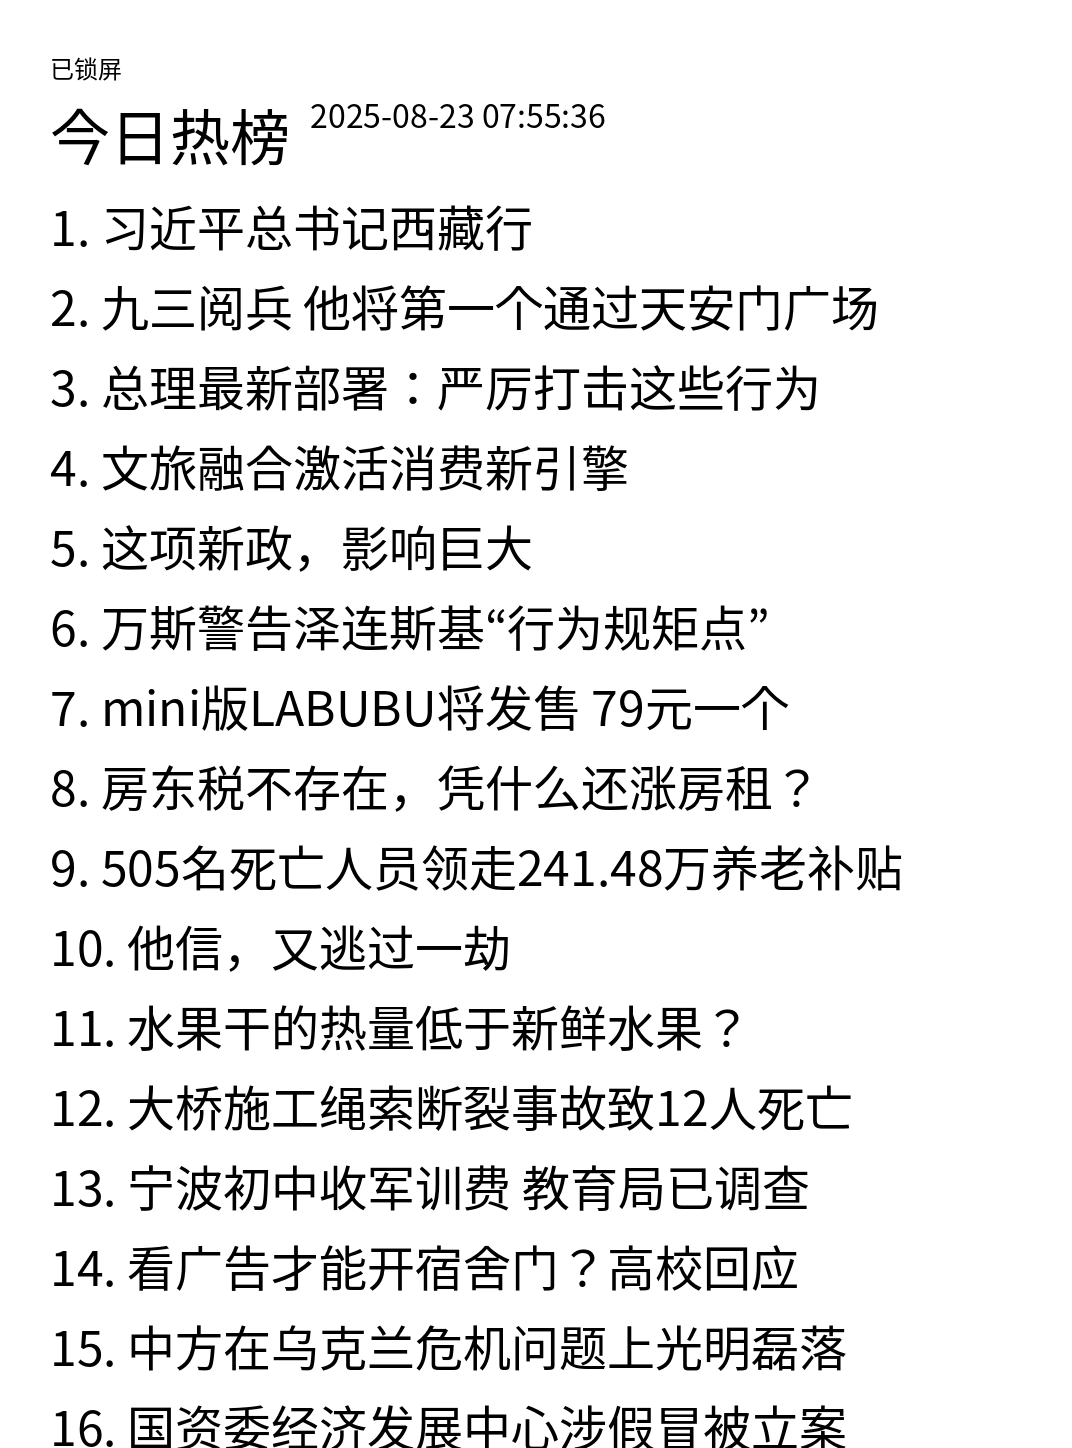 已锁屏
今日热榜 2025-08-23 07:55:36
1. 习近平总书记西藏行
2. 九三阅兵 他将第一个通过天安门广场
3. 总理最新部署：严厉打击这些行为
4. 文旅融合激活消费新引擎
5. 这项新政，影响巨大
6. 万斯警告泽连斯基“行为规矩点”
7. mini版LABUBU将发售 79元一个
8. 房东税不存在，凭什么还涨房租？
9. 505名死亡人员领走241.48万养老补贴
10. 他信，又逃过一劫
11. 水果干的热量低于新鲜水果？
12. 大桥施工绳索断裂事故致12人死亡
13. 宁波初中收军训费 教育局已调查
14. 看广告才能开宿舍门？高校回应
15. 中方在乌克兰危机问题上光明磊落
16. 国资委经济发展中心涉假冒被立案